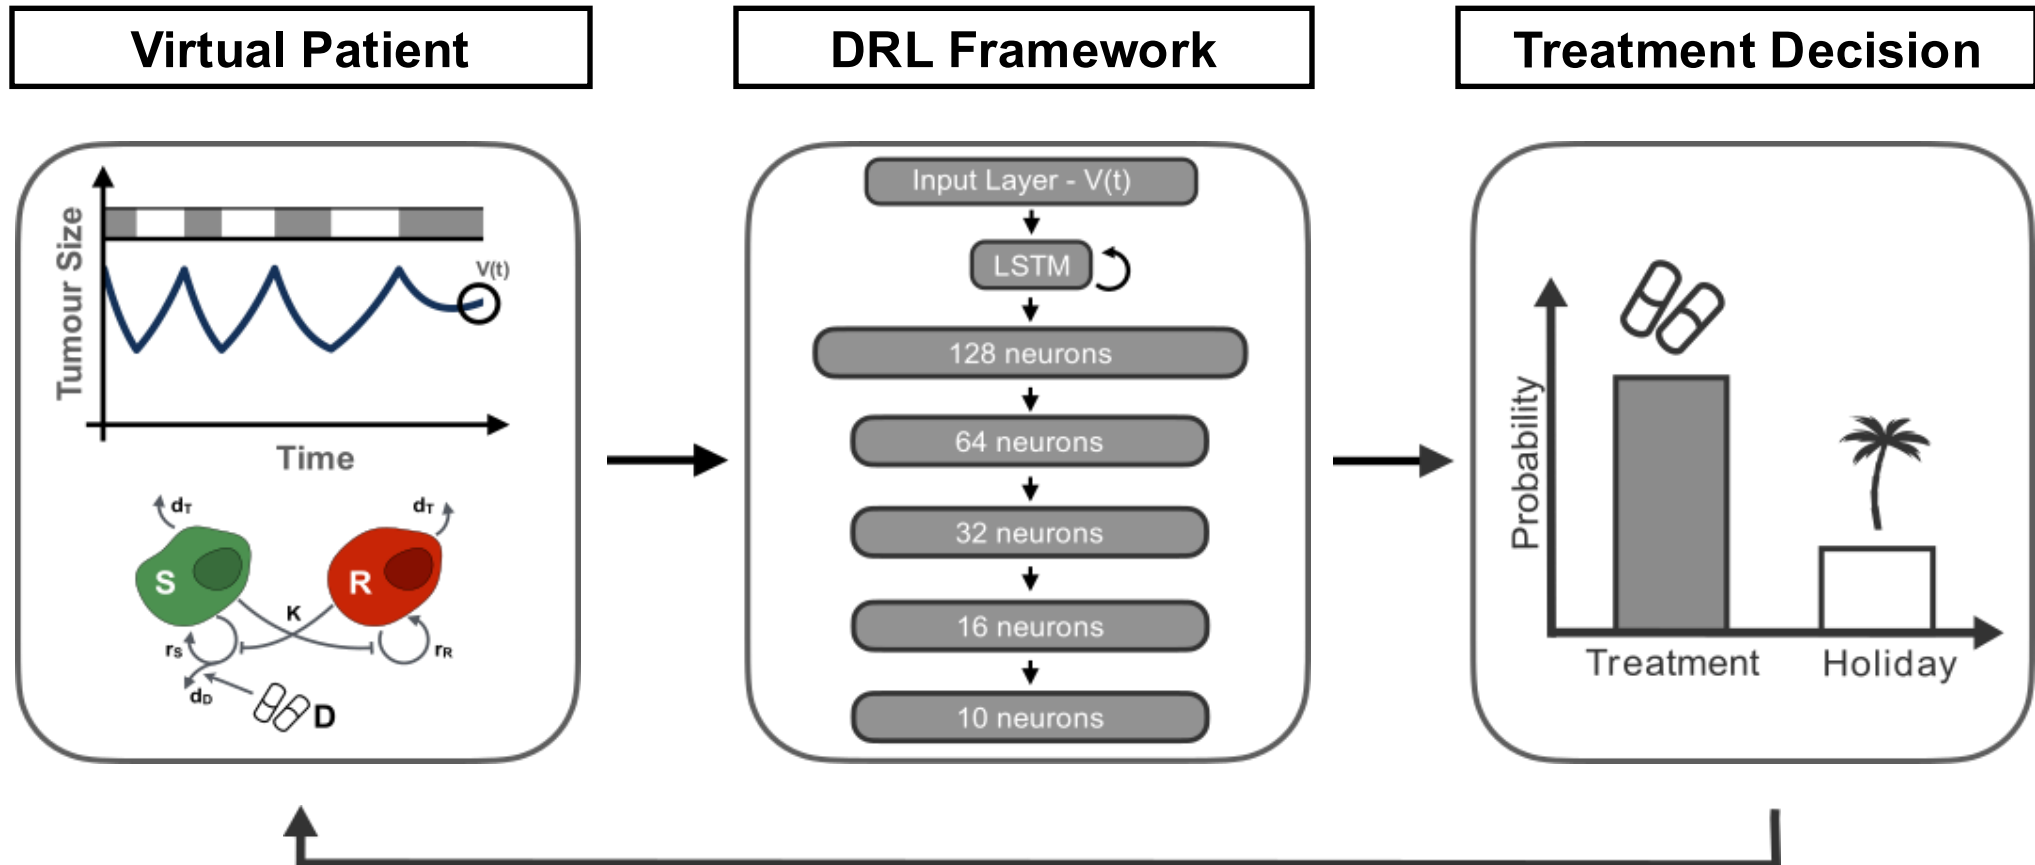 Virtual Patient
DRL Framework
Treatment Decision
Tumour Size
V(t)
Time
dT
dT
S
R
K
rS
rR
dD
D
Input Layer - V(t)
LSTM
128 neurons
64 neurons
32 neurons
16 neurons
10 neurons
Probability
Treatment
Holiday